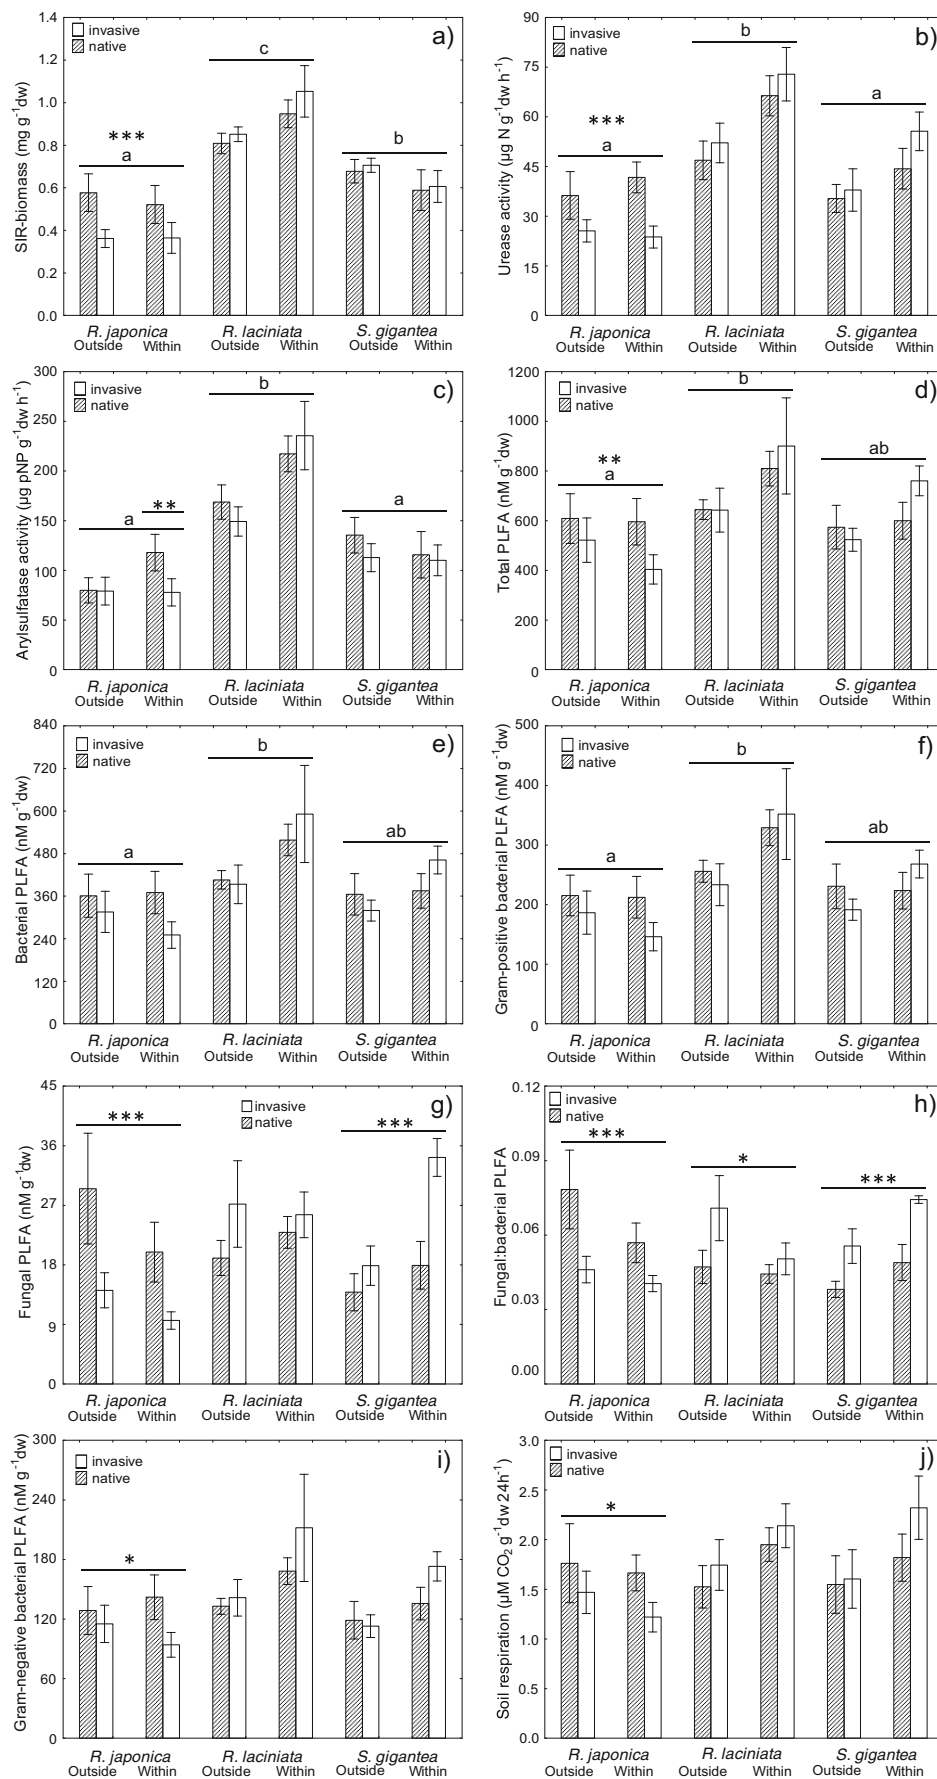 a)
invasive
native
SIR-biomass (mg g⁻¹dw)
1.4
1.2
1.0
0.8
0.6
0.4
0.2
0.0
***
a
c
b
R. japonica R. laciniata S. gigantea
Outside Within Outside Within Outside Within
b)
invasive
native
Urease activity (µg N g⁻¹dw h⁻¹)
90
75
60
45
30
15
0
***
a
b
a
R. japonica R. laciniata S. gigantea
Outside Within Outside Within Outside Within
c)
invasive
native
Arylsulfatase activity (µg pNP g⁻¹dw h⁻¹)
300
250
200
150
100
50
0
a
**
b
a
R. japonica R. laciniata S. gigantea
Outside Within Outside Within Outside Within
d)
invasive
native
Total PLFA (nM g⁻¹dw)
1200
1000
800
600
400
200
0
**
a
b
ab
R. japonica R. laciniata S. gigantea
Outside Within Outside Within Outside Within
e)
invasive
native
Bacterial PLFA (nM g⁻¹dw)
840
720
600
480
360
240
120
0
a
b
ab
R. japonica R. laciniata S. gigantea
Outside Within Outside Within Outside Within
f)
invasive
native
Gram-positive bacterial PLFA (nM g⁻¹dw)
500
400
300
200
100
0
a
b
ab
R. japonica R. laciniata S. gigantea
Outside Within Outside Within Outside Within
g)
invasive
native
Fungal PLFA (nM g⁻¹dw)
45
36
27
18
9
0
***
***
R. japonica R. laciniata S. gigantea
Outside Within Outside Within Outside Within
h)
invasive
native
Fungal:bacterial PLFA
0.12
0.09
0.06
0.03
0.00
***
*
***
R. japonica R. laciniata S. gigantea
Outside Within Outside Within Outside Within
i)
invasive
native
Gram-negative bacterial PLFA (nM g⁻¹dw)
300
240
180
120
60
0
*
R. japonica R. laciniata S. gigantea
Outside Within Outside Within Outside Within
j)
invasive
native
Soil respiration (µM CO₂ g⁻¹dw 24h⁻¹)
3.0
2.5
2.0
1.5
1.0
0.5
0.0
*
R. japonica R. laciniata S. gigantea
Outside Within Outside Within Outside Within